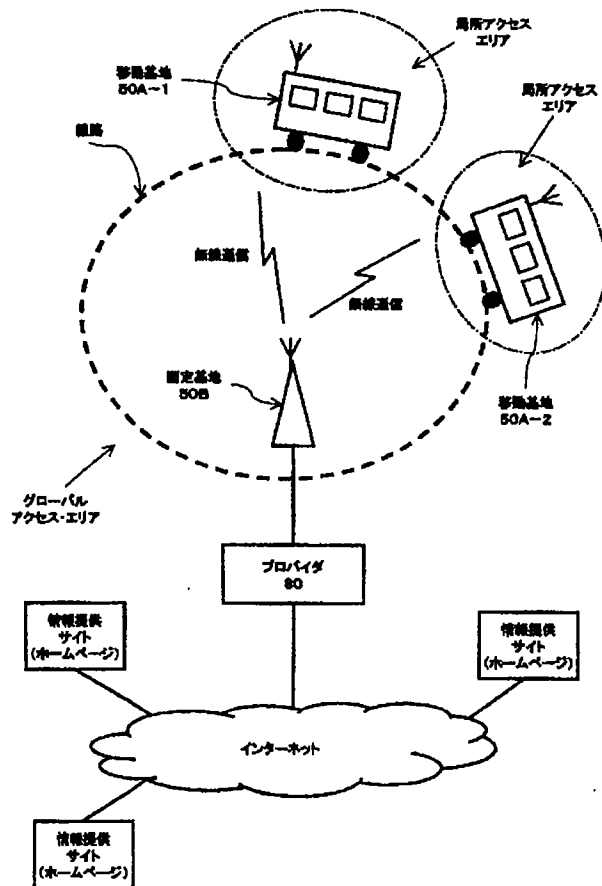 局所アクセス
エリア
移動基地
50A~1
局所アクセス
エリア
線路
無線通信
無線通信
固定基地
50B
移動基地
50A~2
グローバル
アクセス・エリア
プロバイダ
80
情報提供
サイト
(ホームページ)
情報提供
サイト
(ホームページ)
インターネット
情報提供
サイト
(ホームページ)